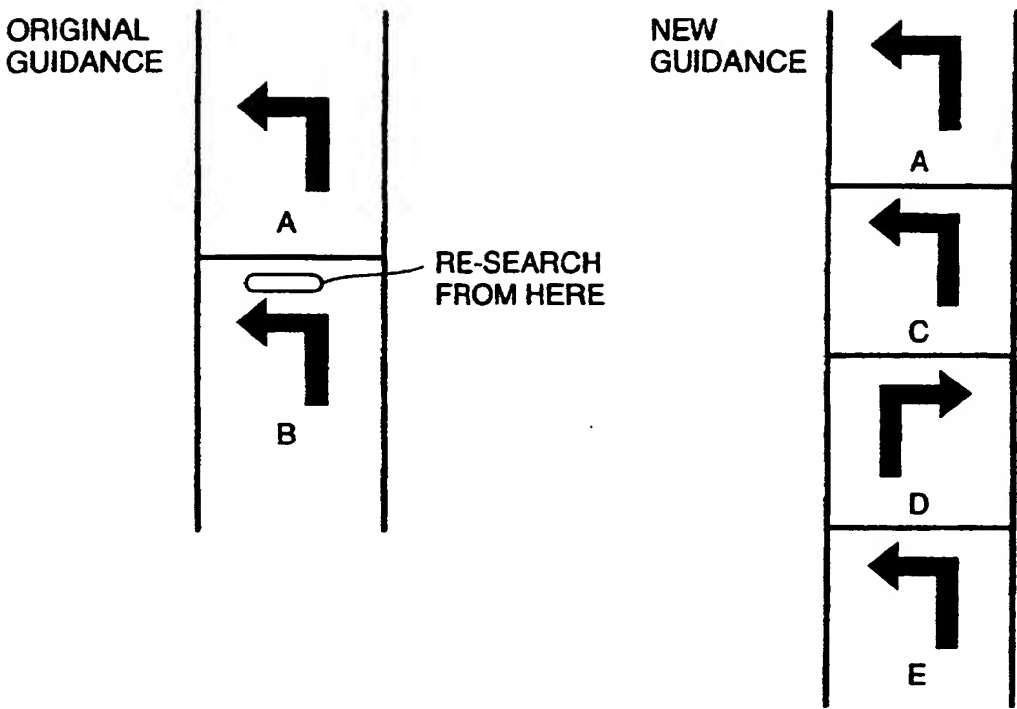 ORIGINAL
GUIDANCE
A
RE-SEARCH
FROM HERE
B
NEW
GUIDANCE
A
C
D
E